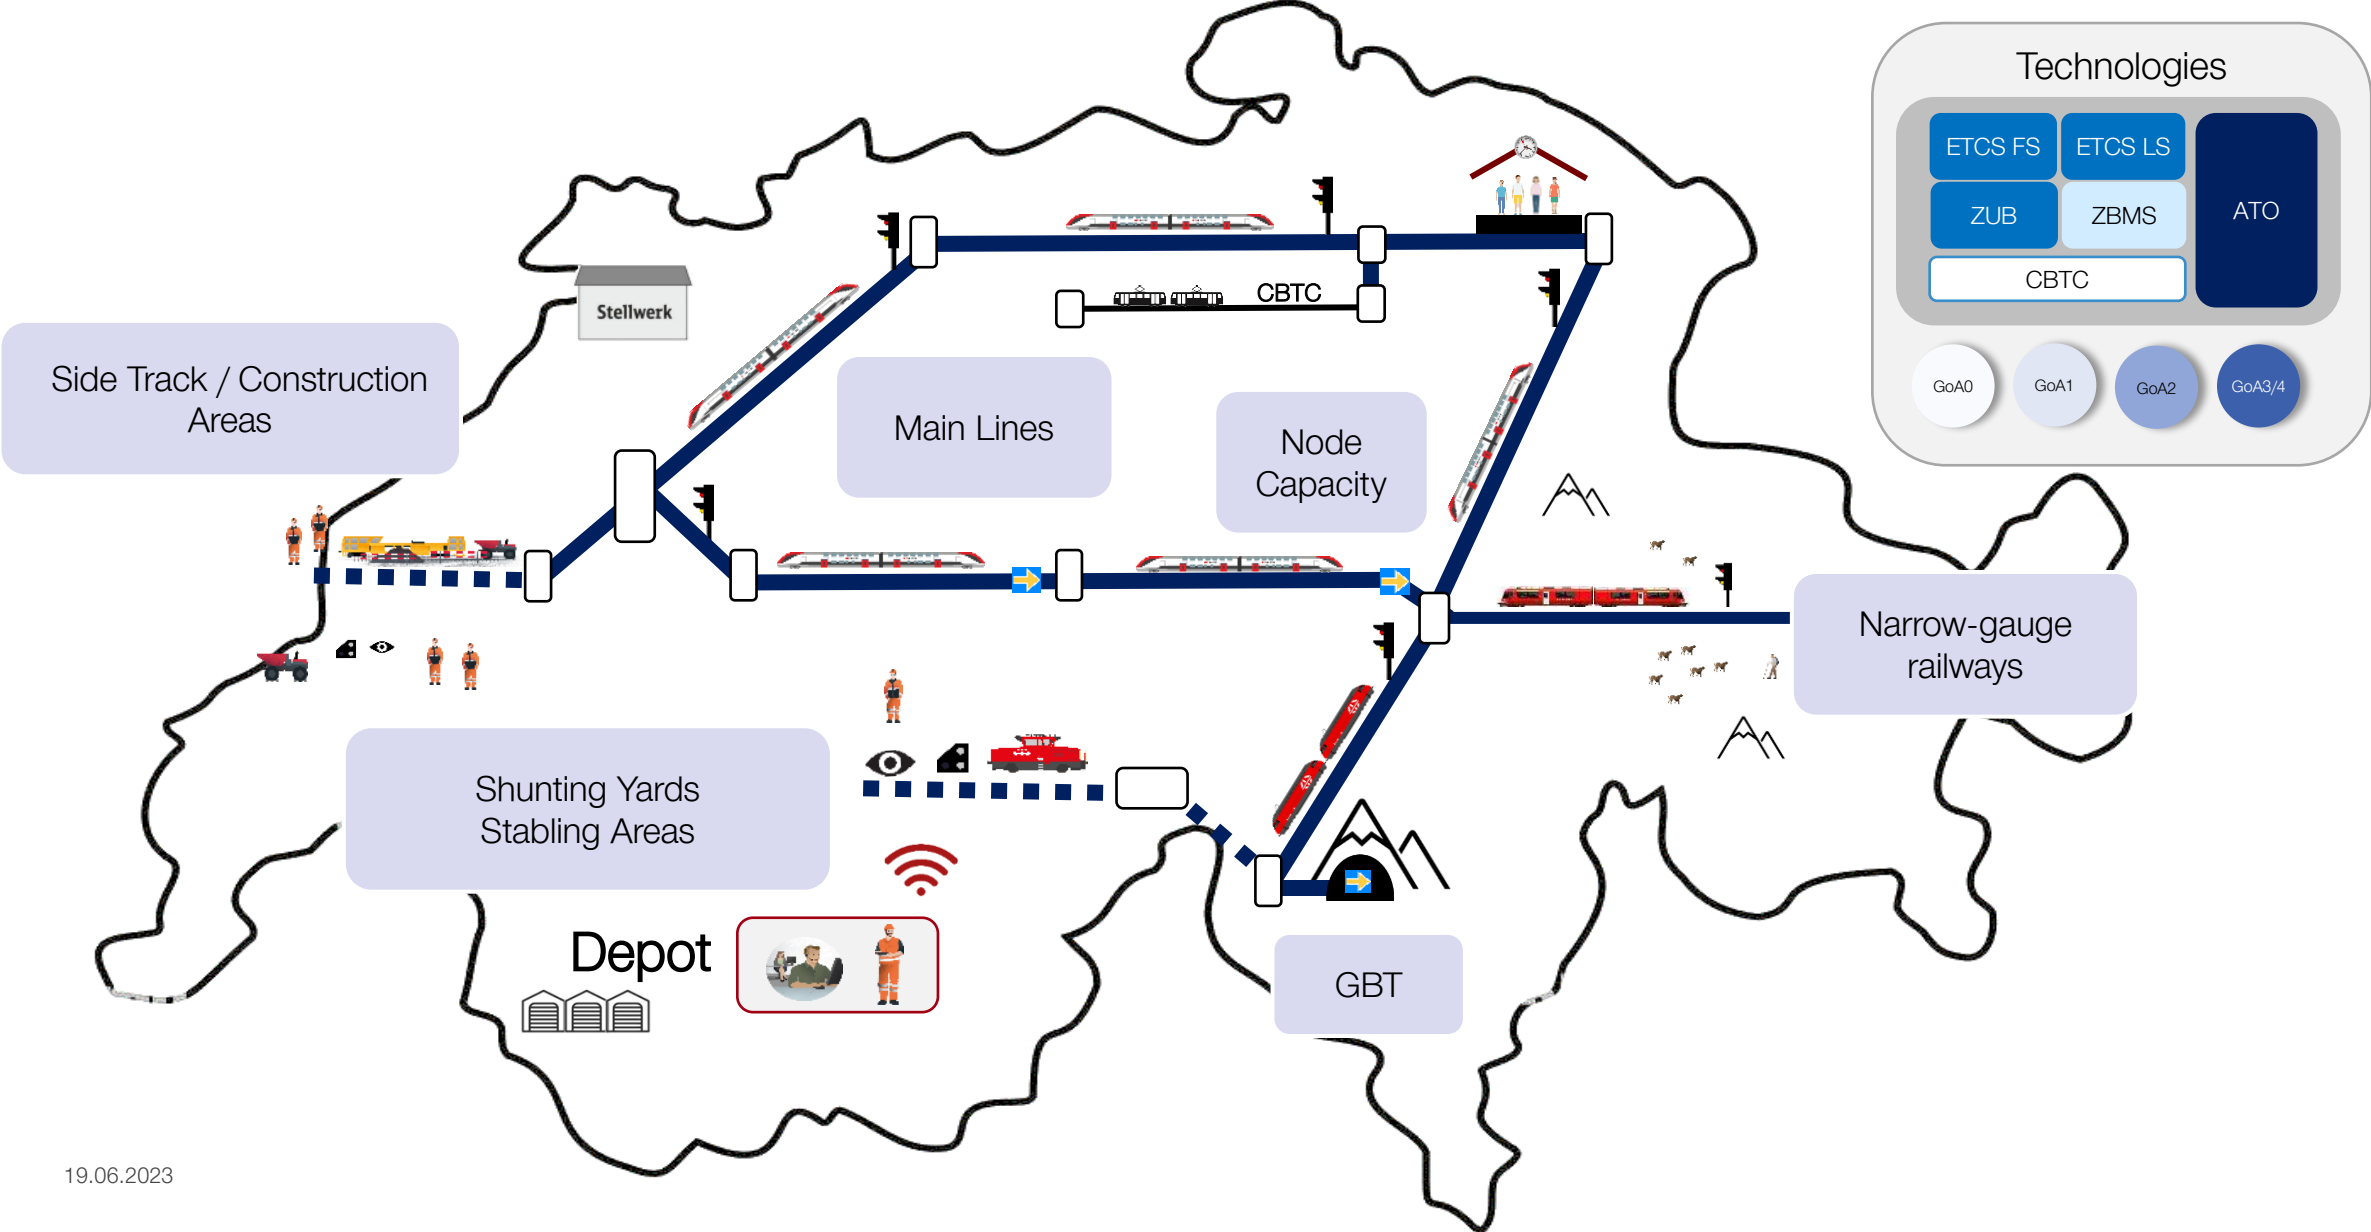 Technologies
ETCS FS
ETCS LS
ZUB
ZBMS
ATO
CBTC
GoA0
GoA1
GoA2
GoA3/4
CBTC
Stellwerk
Side Track / Construction
Areas
Main Lines
Node
Capacity
Narrow-gauge
railways
Shunting Yards
Stabling Areas
Depot
GBT
19.06.2023